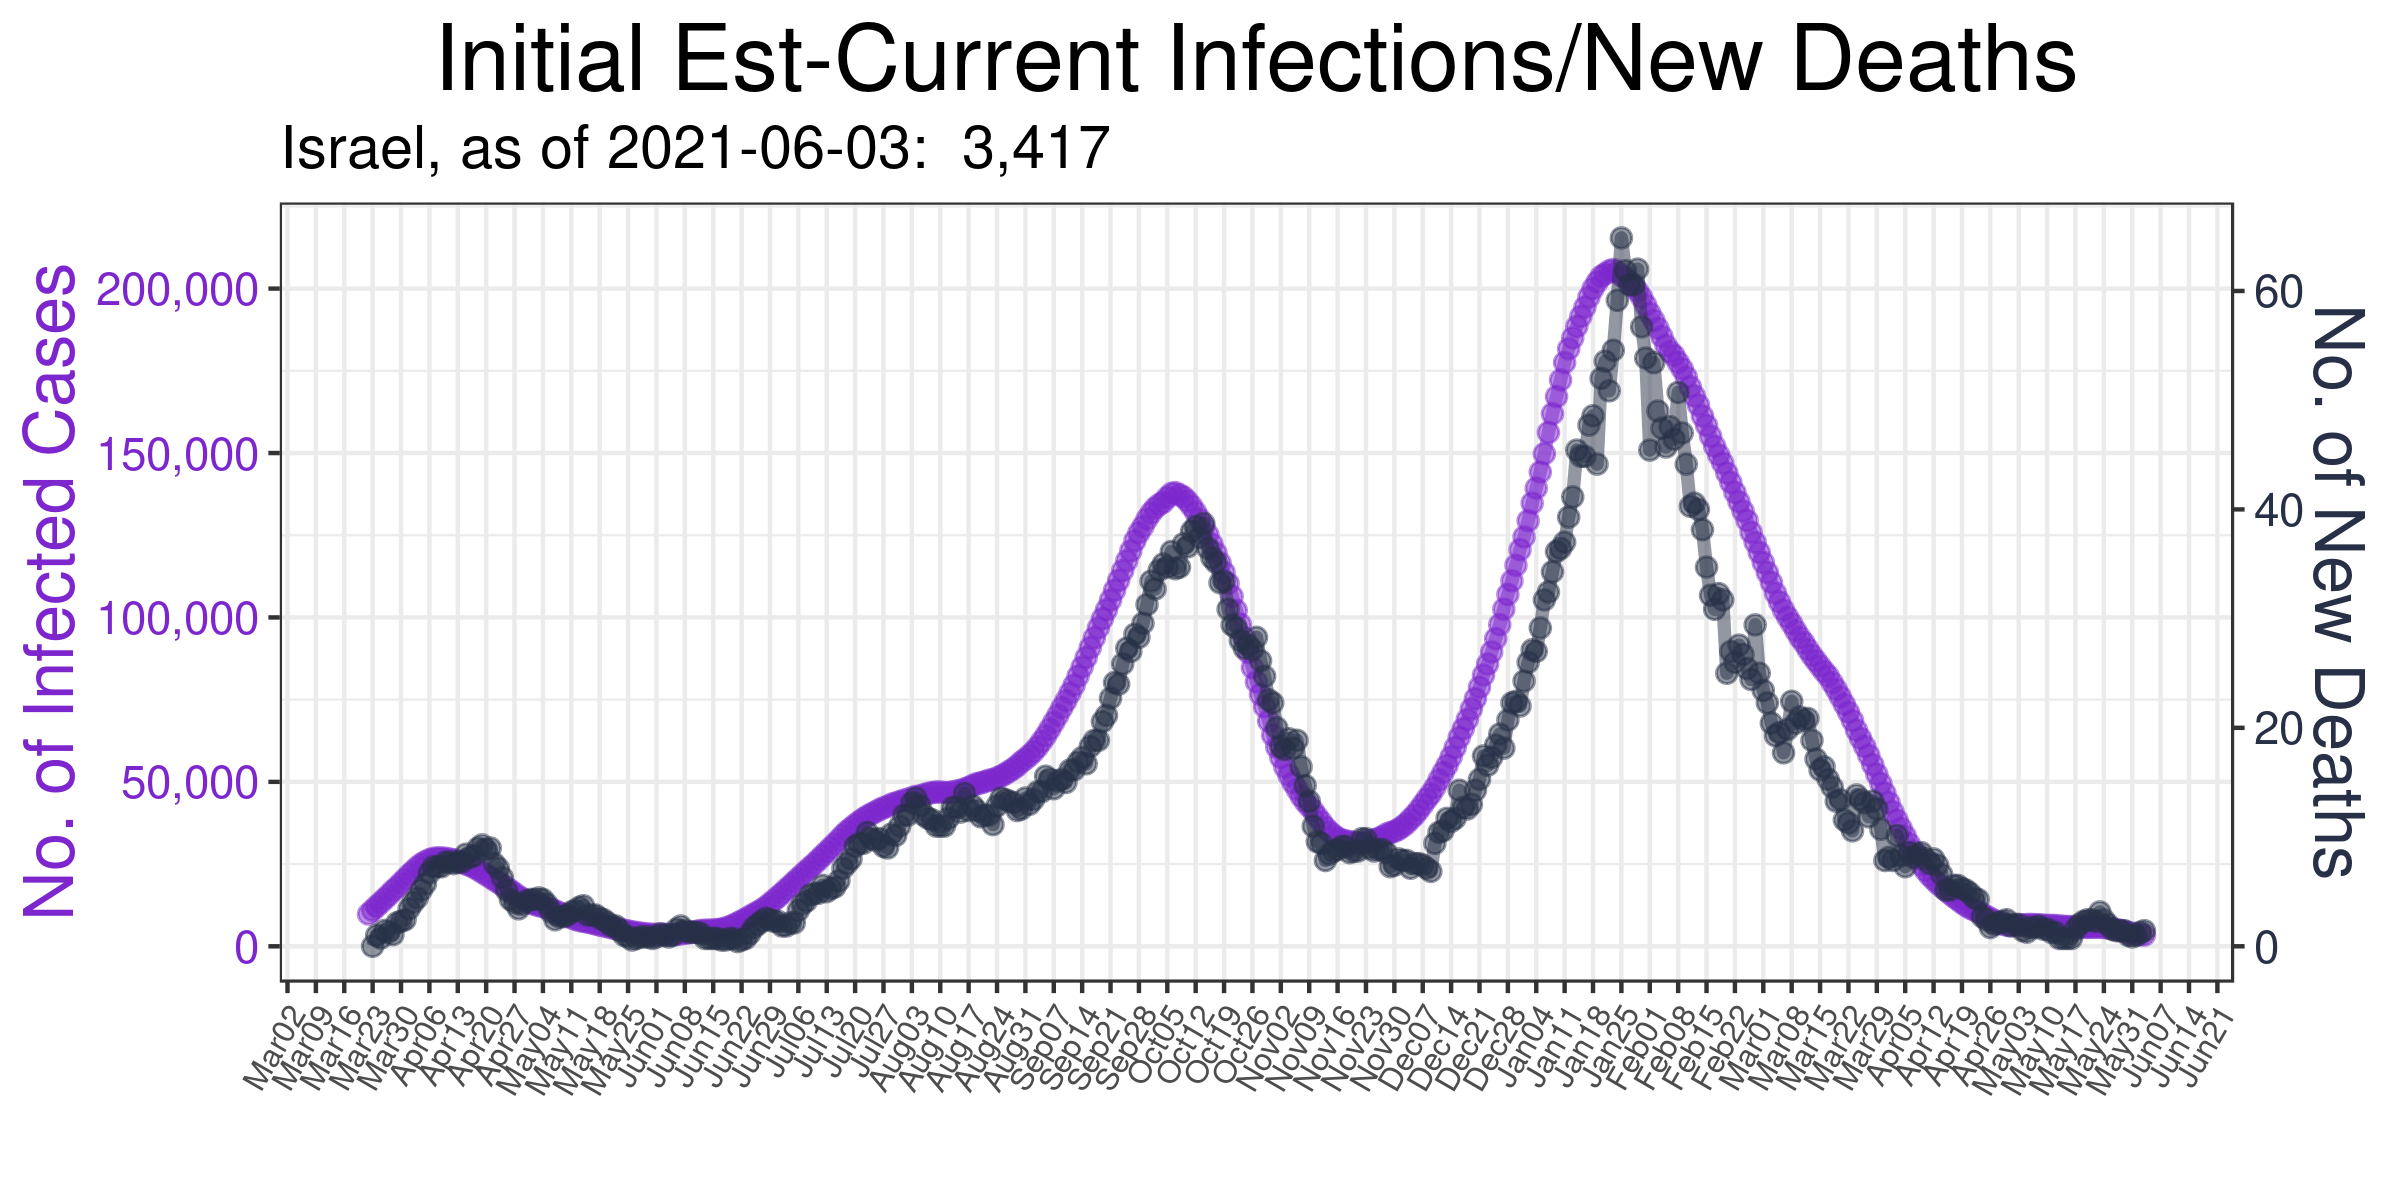 Initial Est-Current Infections/New Deaths
Israel, as of 2021-06-03:  3,417
No. of Infected Cases
200,000
150,000
100,000
50,000
0
60
40
20
0
No. of New Deaths
Mar02
Mar09
Mar16
Mar23
Mar30
Apr06
Apr13
Apr20
Apr27
May04
May11
May18
May25
Jun01
Jun08
Jun15
Jun22
Jun29
Jul06
Jul13
Jul20
Jul27
Aug03
Aug10
Aug17
Aug24
Aug31
Sep07
Sep14
Sep21
Sep28
Oct05
Oct12
Oct19
Oct26
Nov02
Nov09
Nov16
Nov23
Nov30
Dec07
Dec14
Dec21
Dec28
Jan04
Jan11
Jan18
Jan25
Feb01
Feb08
Feb15
Feb22
Mar01
Mar08
Mar15
Mar22
Mar29
Apr05
Apr12
Apr19
Apr26
May03
May10
May17
May24
May31
Jun07
Jun14
Jun21